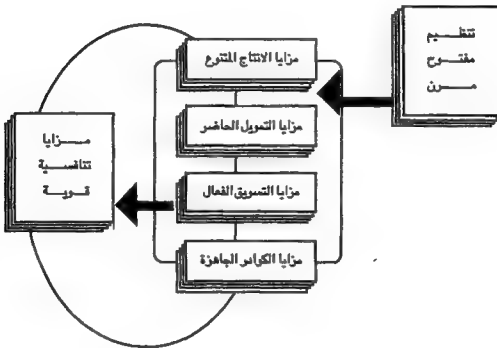 تنظيم
مفتوح
مرن
مزايا الانتاج المتنوع
مزايا التمويل الحاضر
مزايا التسويق الفعال
مزايا الكوادر الجاهزة
مزايا
تنافسية
قوية